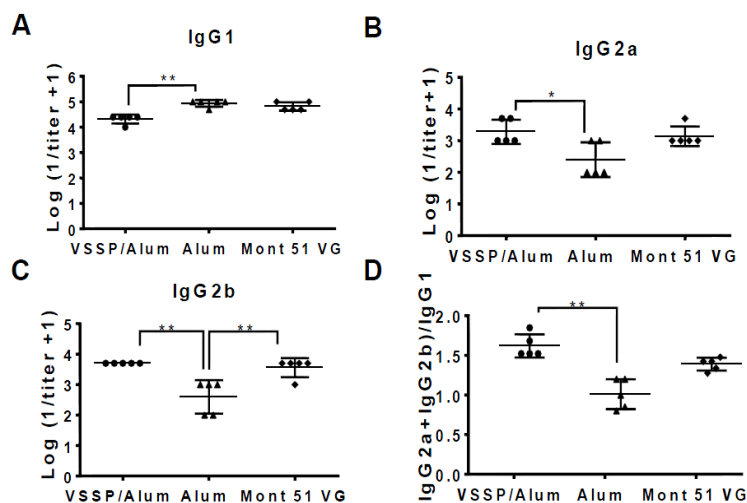 A
IgG1
Log (1/titer +1)
6
5
4
3
2
1
0
**
VSSP/Alum Alum Mont 51 VG
B
IgG2a
Log (1/titer+1)
5
4
3
2
1
0
*
VSSP/Alum Alum Mont 51 VG
C
IgG2b
Log (1/titer +1)
5
4
3
2
1
0
** **
VSSP/Alum Alum Mont 51 VG
D
IgG2a+IgG2b)/IgG1
2.0
1.5
1.0
0.5
0.0
**
VSSP/Alum Alum Mont 51 VG